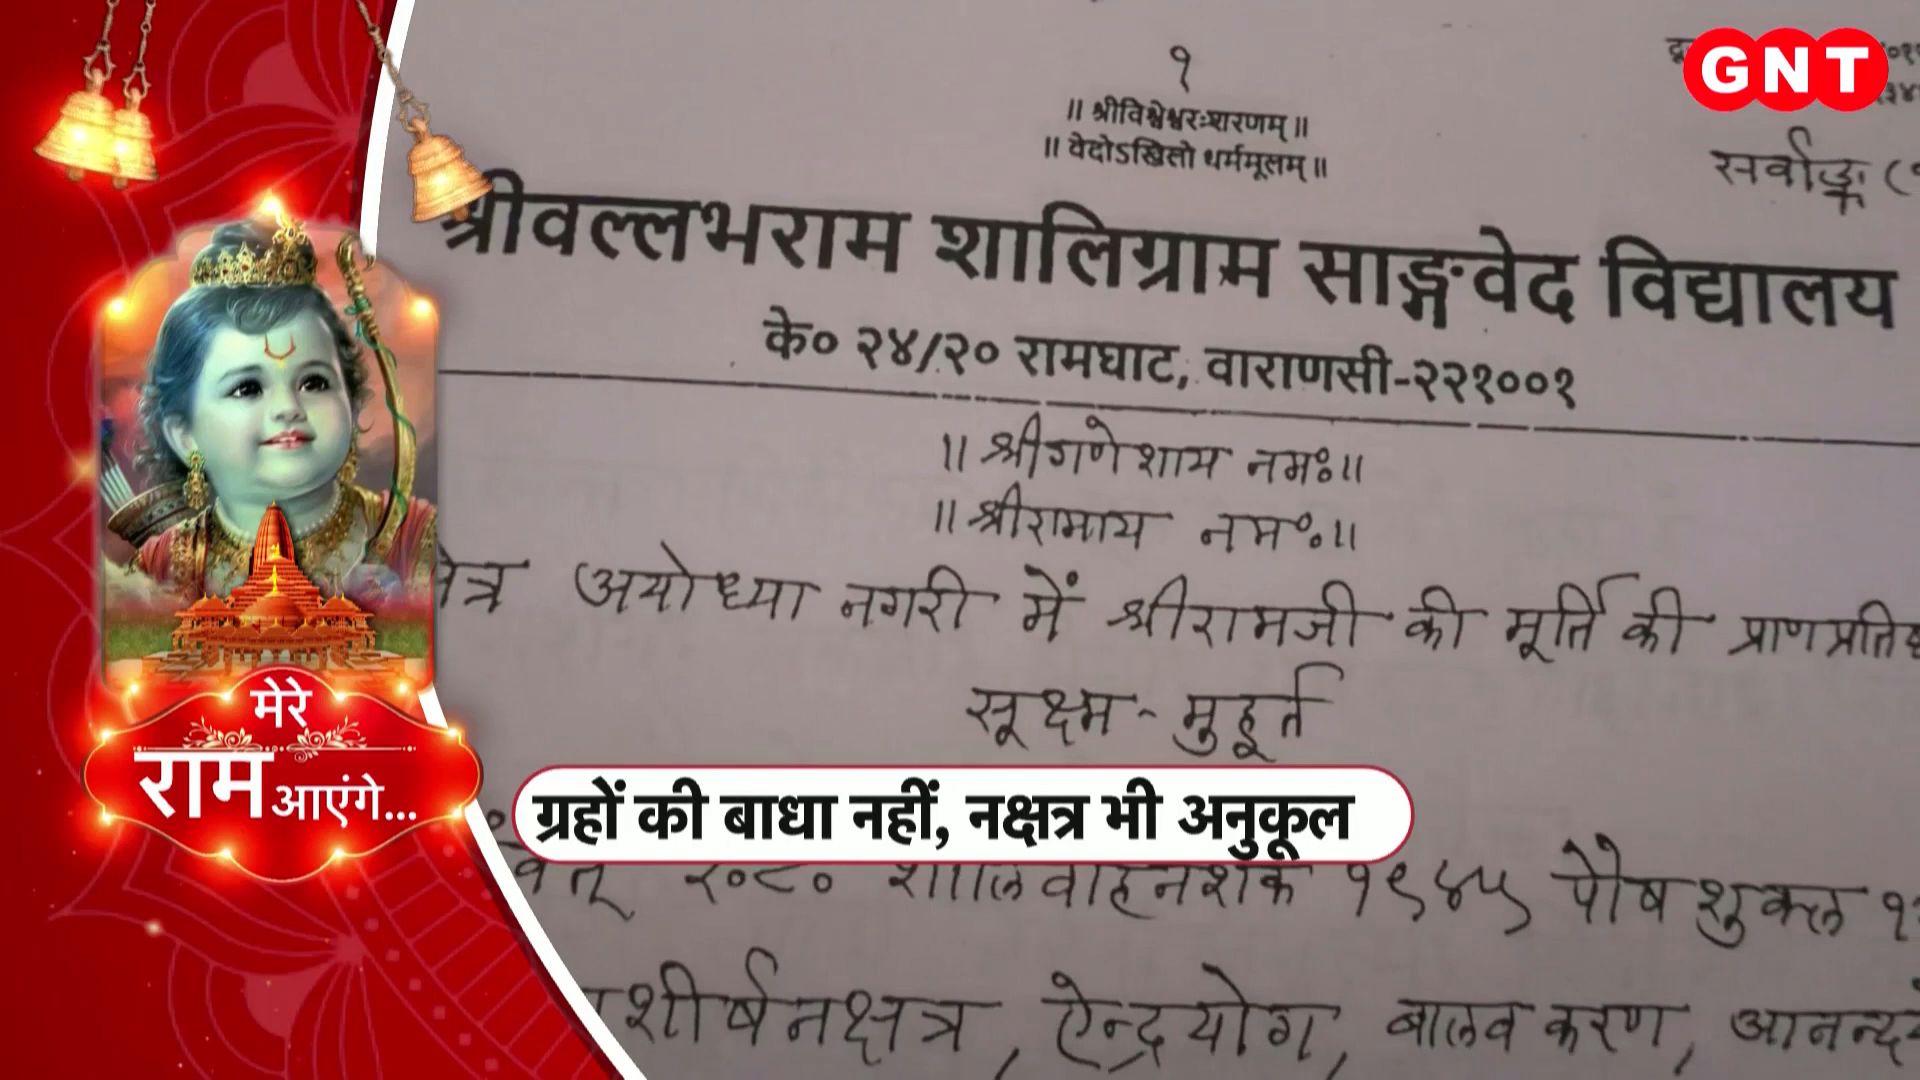 १
॥ श्रीविश्वेश्वरःशरणम् ॥
॥ वेदोऽखिलो धर्ममूलम् ॥
GNT
सर्वाङ्क
श्रीवल्लभराम शालिग्राम साङ्गवेद विद्यालय
के० २४/२० रामघाट, वाराणसी-२२१००१
॥ श्रीगणेशाय नमः॥
॥ श्रीरामाय नमः॥
अयोध्या नगरी में श्रीरामजी की मूर्ति की
सूक्ष्म - मुहूर्त
मेरे
राम आएंगे...
ग्रहों की बाधा नहीं, नक्षत्र भी अनुकूल
२०८० शालिवाहनशके १९४५ पौष शुक्ल
शीर्षनक्षत्र, ऐन्द्रयोग, बालव करण,